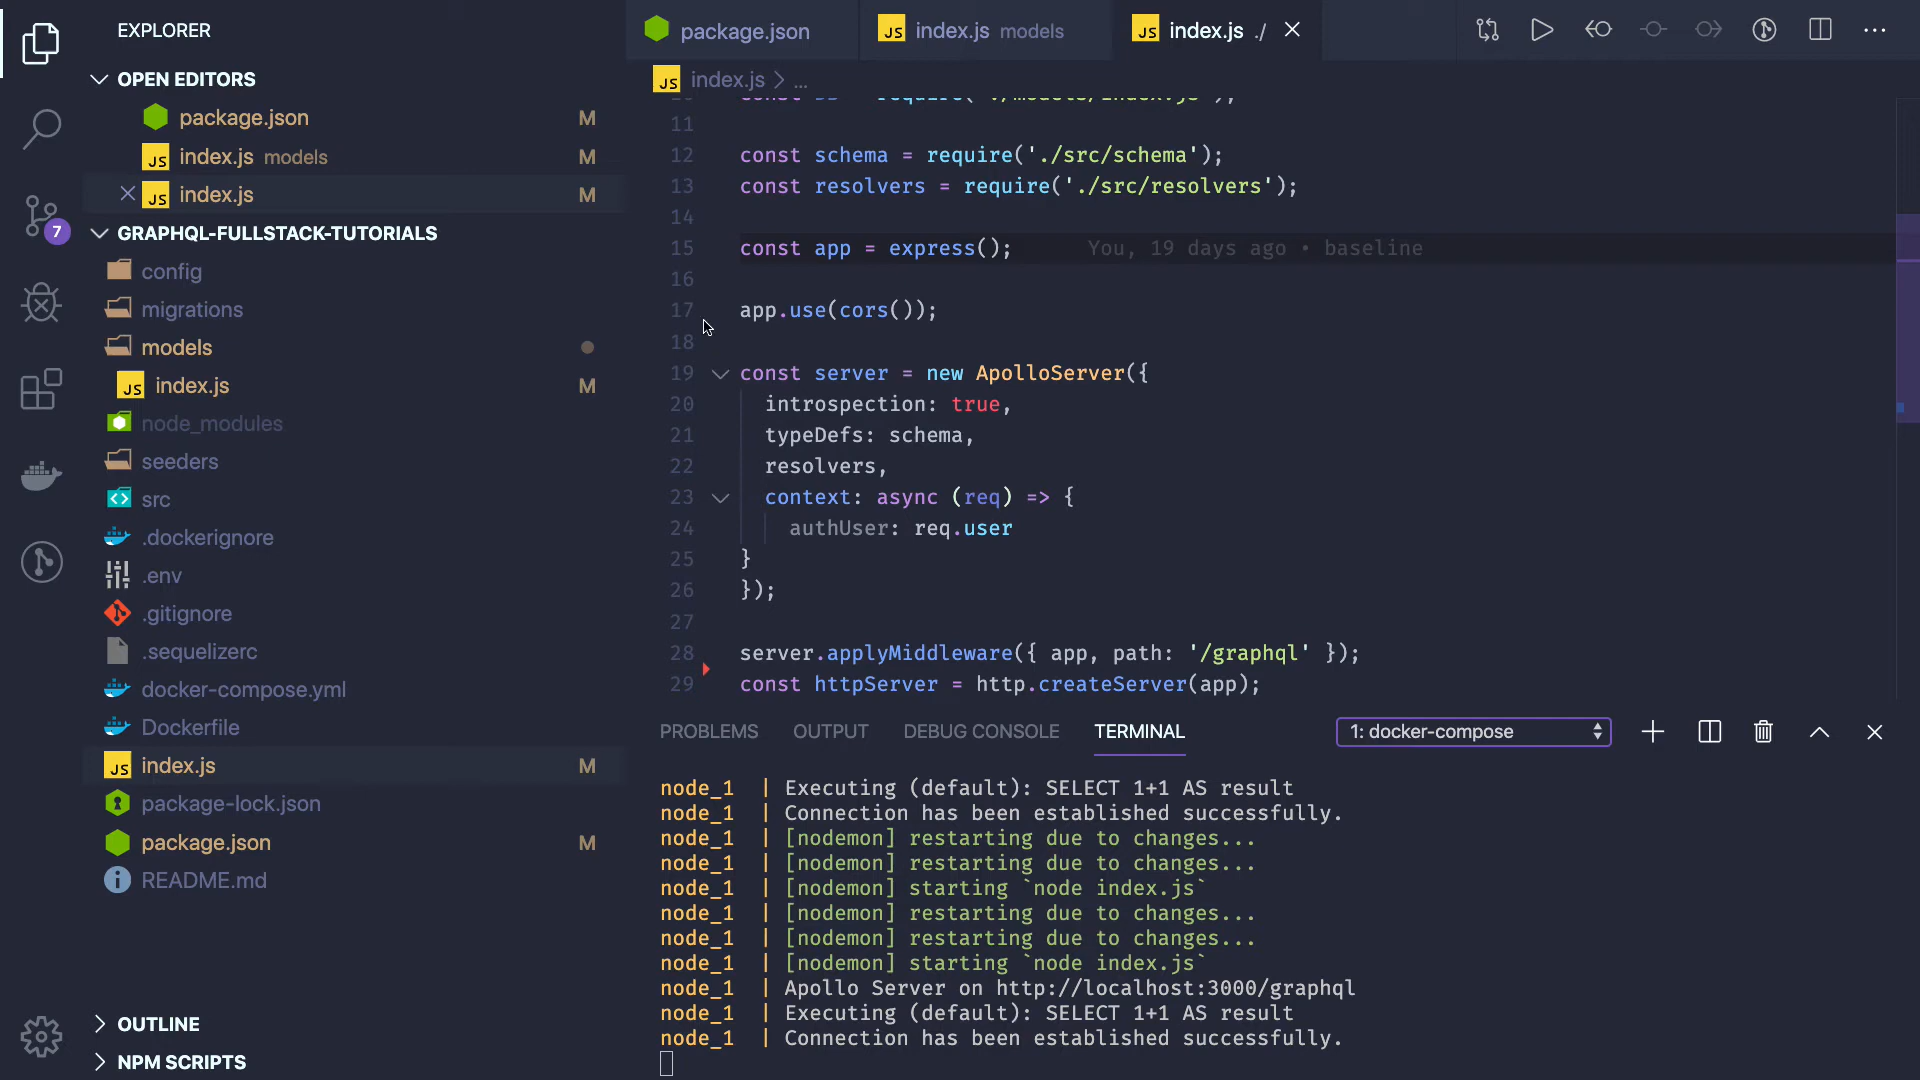 EXPLORER
OPEN EDITORS
package.json M
JS index.js models M
JS index.js M
7
GRAPHQL-FULLSTACK-TUTORIALS
config
migrations
models
JS index.js M
node_modules
seeders
src
.dockerignore
.env
.gitignore
.sequelizerc
docker-compose.yml
Dockerfile
JS index.js M
package-lock.json
package.json M
README.md
OUTLINE
NPM SCRIPTS
package.json
JS index.js models
JS index.js ./
JS index.js > ...
11
12 const schema = require('./src/schema');
13 const resolvers = require('./src/resolvers');
14
15 const app = express(); You, 19 days ago • baseline
16
17 app.use(cors());
18
19 const server = new ApolloServer({
20 introspection: true,
21 typeDefs: schema,
22 resolvers,
23 context: async (req) => {
24 authUser: req.user
25 }
26 });
27
28 server.applyMiddleware({ app, path: '/graphql' });
29 const httpServer = http.createServer(app);
PROBLEMS OUTPUT DEBUG CONSOLE TERMINAL 1: docker-compose
node_1 | Executing (default): SELECT 1+1 AS result
node_1 | Connection has been established successfully.
node_1 | [nodemon] restarting due to changes...
node_1 | [nodemon] restarting due to changes...
node_1 | [nodemon] starting `node index.js`
node_1 | [nodemon] restarting due to changes...
node_1 | [nodemon] restarting due to changes...
node_1 | [nodemon] starting `node index.js`
node_1 | Apollo Server on http://localhost:3000/graphql
node_1 | Executing (default): SELECT 1+1 AS result
node_1 | Connection has been established successfully.